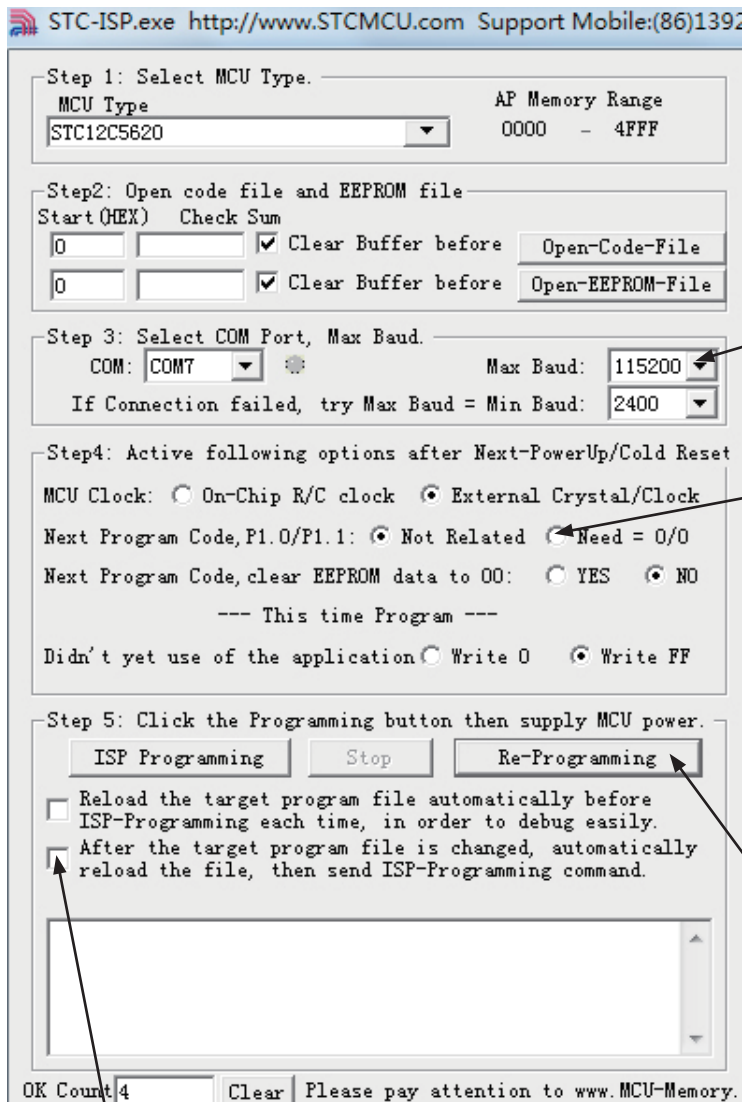 STC-ISP.exe http://www.STCMCU.com Support Mobile:(86)1392
Step 1: Select MCU Type.
MCU Type AP Memory Range
STC12C5620 0000 - 4FFF
Step2: Open code file and EEPROM file
Start(HEX) Check Sum
0 Clear Buffer before Open-Code-File
0 Clear Buffer before Open-EEPROM-File
Step 3: Select COM Port, Max Baud.
COM: COM7 Max Baud: 115200
If Connection failed, try Max Baud = Min Baud: 2400
Step4: Active following options after Next-PowerUp/Cold Reset
MCU Clock: On-Chip R/C clock External Crystal/Clock
Next Program Code,P1.0/P1.1: Not Related Need = 0/0
Next Program Code,clear EEPROM data to 00: YES NO
--- This time Program ---
Didn't yet use of the application Write 0 Write FF
Step 5: Click the Programming button then supply MCU power.
ISP Programming Stop Re-Programming
Reload the target program file automatically before
ISP-Programming each time, in order to debug easily.
After the target program file is changed, automatically
reload the file, then send ISP-Programming command.
OK Count 4 Clear Please pay attention to www.MCU-Memory.